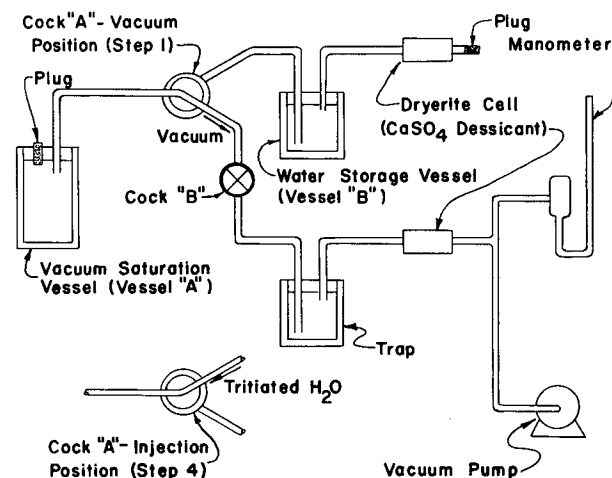 Cock "A" - Vacuum
Position (Step 1)
Plug
Plug
Manometer
Vacuum
Dryerite Cell
(CaSO4 Dessicant)
Water Storage Vessel
(Vessel "B")
Cock "B"
Vacuum Saturation
Vessel (Vessel "A")
Trap
Tritiated H2O
Cock "A" - Injection
Position (Step 4)
Vacuum Pump